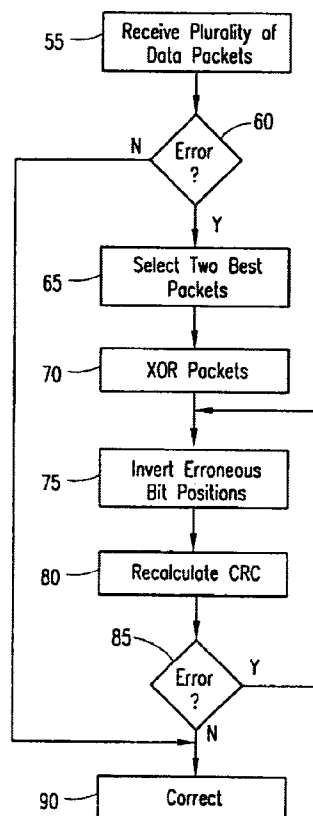 55
Receive Plurality of
Data Packets
60
N
Error
?
Y
65
Select Two Best
Packets
70
XOR Packets
75
Invert Erroneous
Bit Positions
80
Recalculate CRC
85
Error
?
Y
N
90
Correct